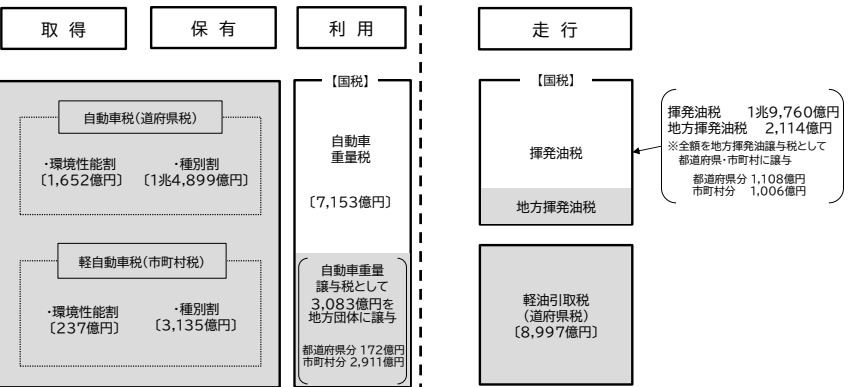 取得
保有
利用
走行
自動車税(道府県税)
・環境性能割
〔1,652億円〕
・種別割
〔1兆4,899億円〕
軽自動車税(市町村税)
・環境性能割
〔237億円〕
・種別割
〔3,135億円〕
【国税】
自動車
重量税
〔7,153億円〕
自動車重量
譲与税として
3,083億円を
地方団体に譲与
都道府県分 172億円
市町村分 2,911億円
【国税】
揮発油税
地方揮発油税
揮発油税 1兆9,760億円
地方揮発油税 2,114億円
※全額を地方揮発油譲与税として
都道府県・市町村に譲与
都道府県分 1,108億円
市町村分 1,006億円
軽油引取税
(道府県税)
〔8,997億円〕